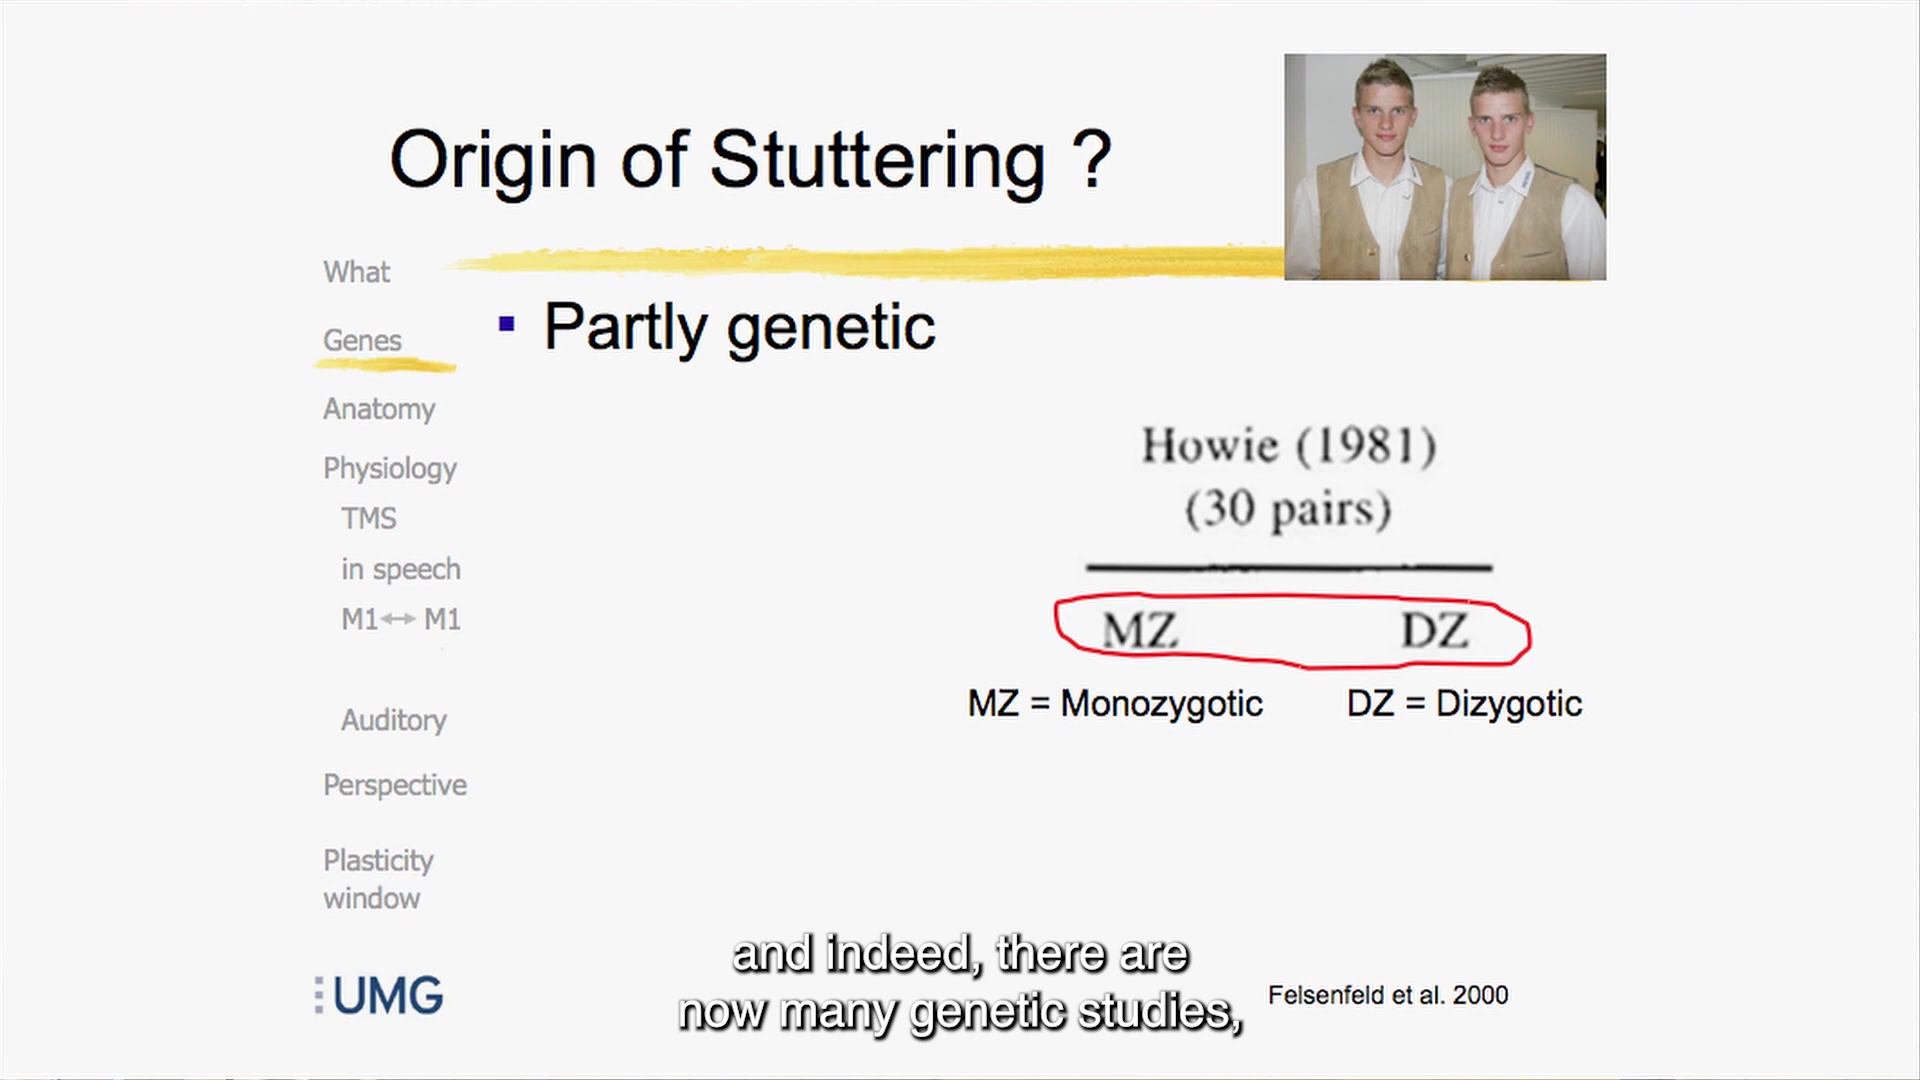 Origin of Stuttering ?
What
Genes
Anatomy
Physiology
TMS
in speech
M1↔ M1
Auditory
Perspective
Plasticity
window
UMG
▪ Partly genetic
Howie (1981)
(30 pairs)
MZ DZ
MZ = Monozygotic DZ = Dizygotic
Felsenfeld et al. 2000
and indeed, there are
now many genetic studies,